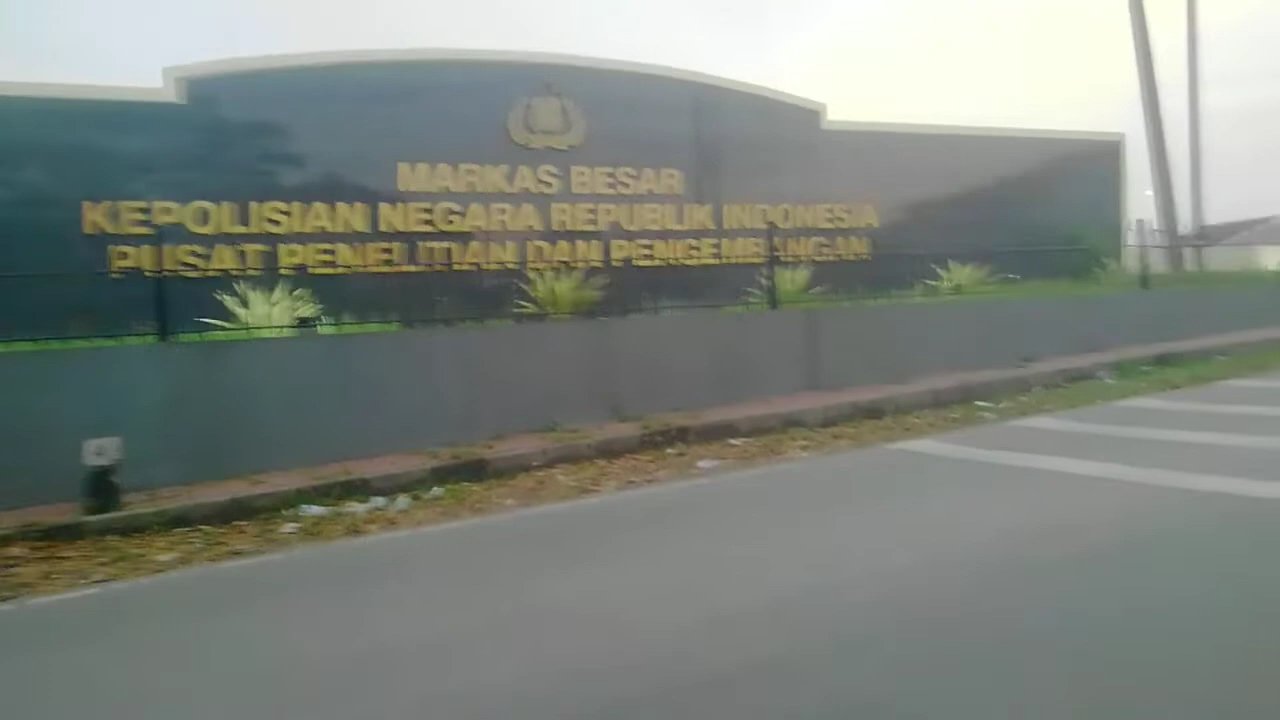 MARKAS BESAR
KEPOLISIAN NEGARA REPUBLIK INDONESIA
PUSAT PENELITIAN DAN PENGEMBANGAN